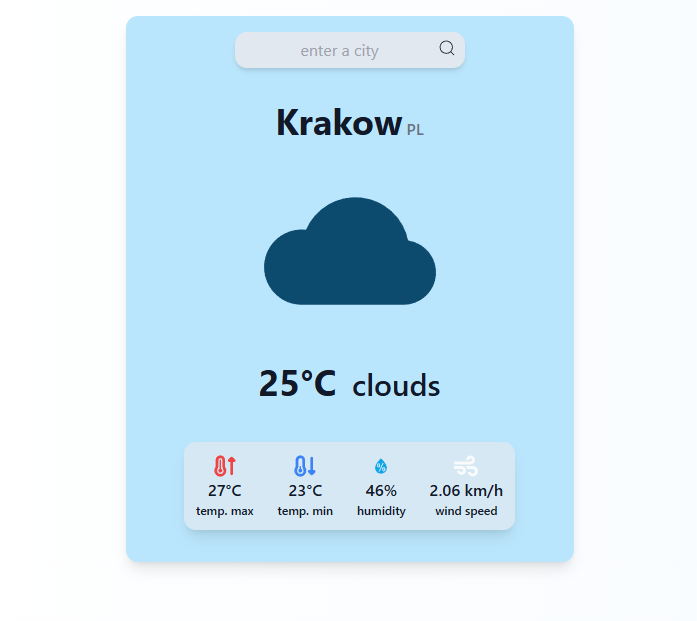 enter a city
Krakow PL
25°C clouds
27°C 23°C 46% 2.06 km/h
temp. max temp. min humidity wind speed